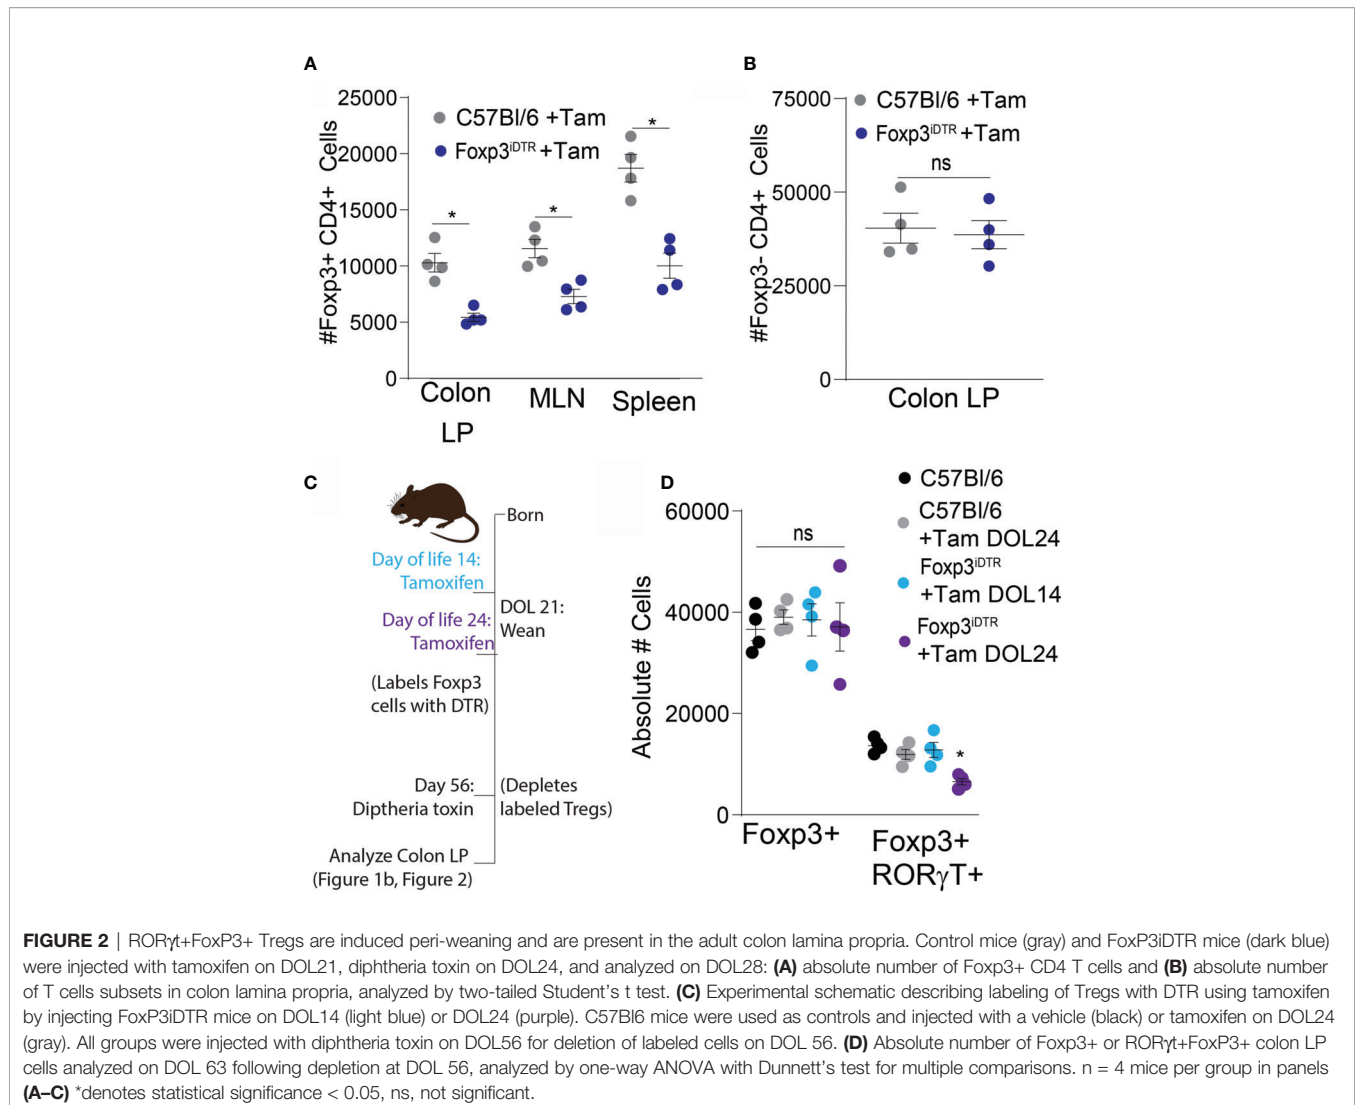 A
25000
20000
15000
10000
5000
0
#Foxp3+ CD4+ Cells
C57Bl/6 +Tam
Foxp3iDTR +Tam
*
*
*
Colon
LP
MLN
Spleen
B
75000
50000
25000
0
#Foxp3- CD4+ Cells
C57Bl/6 +Tam
Foxp3iDTR +Tam
ns
Colon LP
C
Born
Day of life 14:
Tamoxifen
DOL 21:
Wean
Day of life 24:
Tamoxifen
(Labels Foxp3
cells with DTR)
Day 56:
Diptheria toxin
(Depletes
labeled Tregs)
Analyze Colon LP
(Figure 1b, Figure 2)
D
60000
40000
20000
0
Absolute # Cells
C57Bl/6
C57Bl/6
+Tam DOL24
Foxp3iDTR
+Tam DOL14
Foxp3iDTR
+Tam DOL24
ns
*
Foxp3+
Foxp3+
RORγT+
FIGURE 2 | RORγt+FoxP3+ Tregs are induced peri-weaning and are present in the adult colon lamina propria. Control mice (gray) and FoxP3iDTR mice (dark blue)
were injected with tamoxifen on DOL21, diphtheria toxin on DOL24, and analyzed on DOL28: (A) absolute number of Foxp3+ CD4 T cells and (B) absolute number
of T cells subsets in colon lamina propria, analyzed by two-tailed Student's t test. (C) Experimental schematic describing labeling of Tregs with DTR using tamoxifen
by injecting FoxP3iDTR mice on DOL14 (light blue) or DOL24 (purple). C57Bl6 mice were used as controls and injected with a vehicle (black) or tamoxifen on DOL24
(gray). All groups were injected with diphtheria toxin on DOL56 for deletion of labeled cells on DOL 56. (D) Absolute number of Foxp3+ or RORγt+FoxP3+ colon LP
cells analyzed on DOL 63 following depletion at DOL 56, analyzed by one-way ANOVA with Dunnett's test for multiple comparisons. n = 4 mice per group in panels
(A–C) *denotes statistical significance < 0.05, ns, not significant.